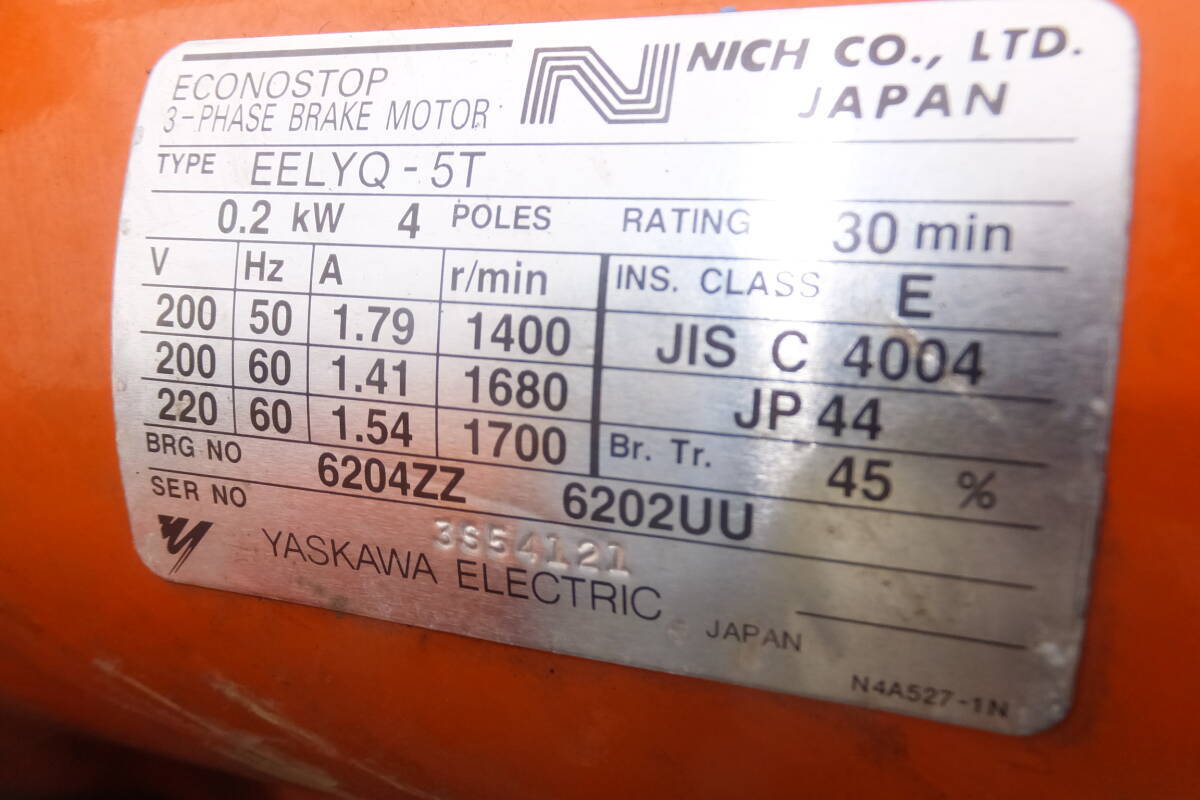 ECONOSTOP
3-PHASE BRAKE MOTOR
NICH CO., LTD.
JAPAN
TYPE EELYQ-5T
0.2 kW 4 POLES RATING 30 min
V Hz A r/min
200 50 1.79 1400
200 60 1.41 1680
220 60 1.54 1700
INS. CLASS E
JIS C 4004
JP 44
Br. Tr. 45 %
BRG NO 6204ZZ 6202UU
SER NO 3S54121
YASKAWA ELECTRIC JAPAN
N4A527-1N